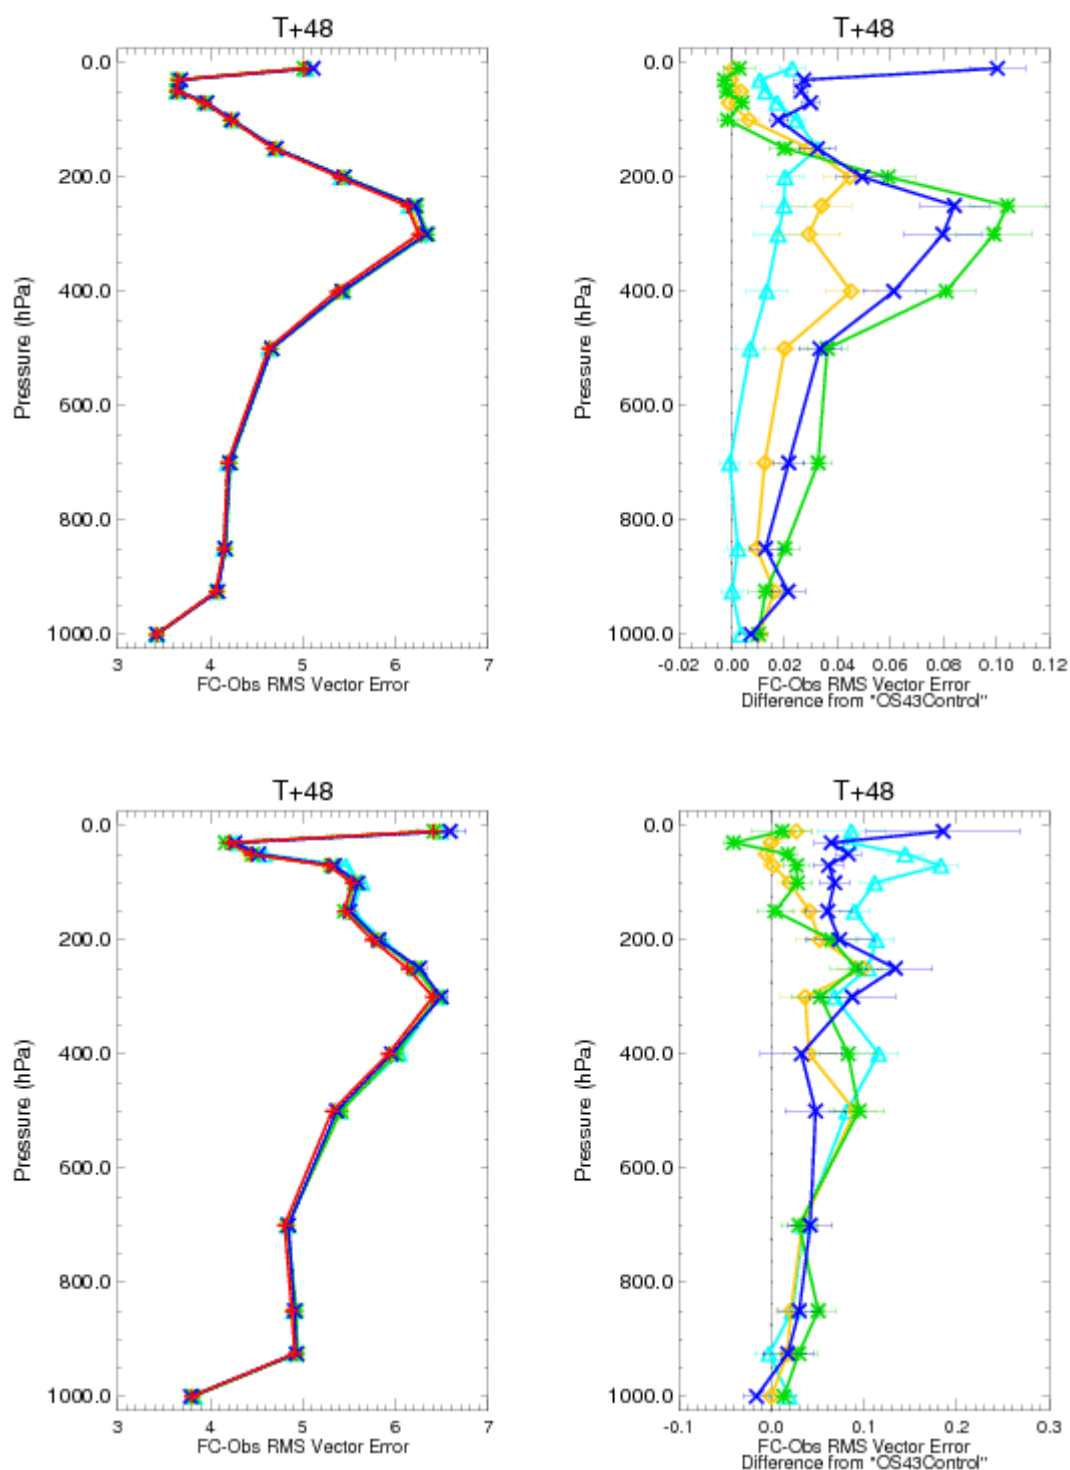 T+48
0.0
200.0
400.0
600.0
800.0
1000.0
Pressure (hPa)
3 4 5 6 7
FC-Obs RMS Vector Error
T+48
0.0
200.0
400.0
600.0
800.0
1000.0
Pressure (hPa)
-0.02 0.00 0.02 0.04 0.06 0.08 0.10 0.12
FC-Obs RMS Vector Error
Difference from "OS43Control"
T+48
0.0
200.0
400.0
600.0
800.0
1000.0
Pressure (hPa)
3 4 5 6 7
FC-Obs RMS Vector Error
T+48
0.0
200.0
400.0
600.0
800.0
1000.0
Pressure (hPa)
-0.1 0.0 0.1 0.2 0.3
FC-Obs RMS Vector Error
Difference from "OS43Control"